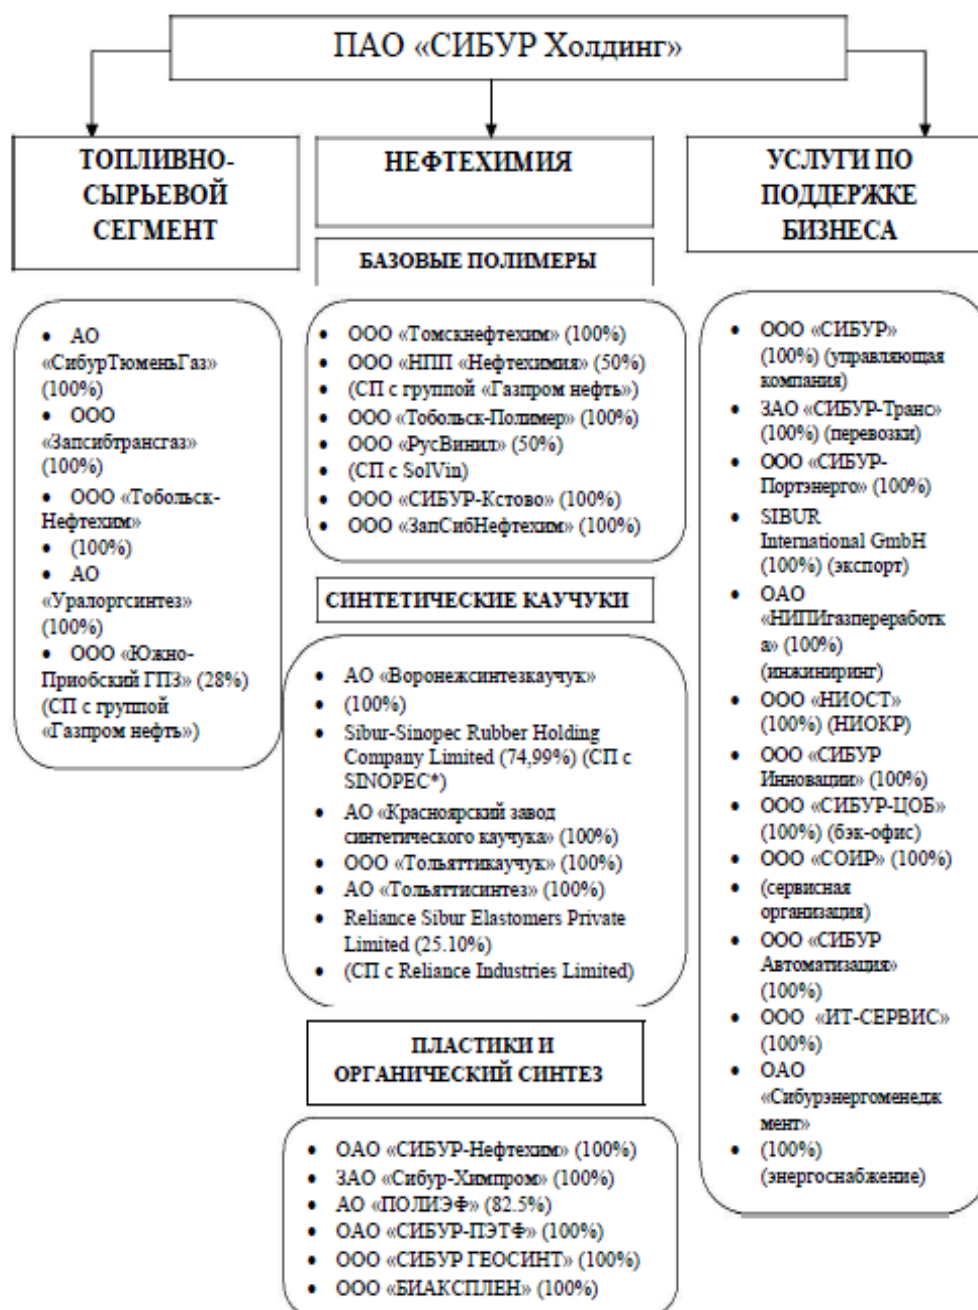 ПАО «СИБУР Холдинг»
ТОПЛИВНО-
СЫРЬЕВОЙ
СЕГМЕНТ
• АО
«СибурТюменьГаз»
(100%)
• ООО
«Запсибтрансгаз»
(100%)
• ООО «Тобольск-
Нефтехим»
• (100%)
• АО
«Уралоргсинтез»
(100%)
• ООО «Южно-
Приобский ГПЗ» (28%)
(СП с группой
«Газпром нефть»)
НЕФТЕХИМИЯ
БАЗОВЫЕ ПОЛИМЕРЫ
• ООО «Томскнефтехим» (100%)
• ООО «НПП «Нефтехимия» (50%)
• (СП с группой «Газпром нефть»)
• ООО «Тобольск-Полимер» (100%)
• ООО «РусВинил» (50%)
• (СП с SolVin)
• ООО «СИБУР-Кстово» (100%)
• ООО «ЗапСибНефтехим» (100%)
СИНТЕТИЧЕСКИЕ КАУЧУКИ
• АО «Воронежсинтезкаучук»
• (100%)
• Sibur-Sinopec Rubber Holding
Company Limited (74,99%) (СП с
SINOPEC*)
• АО «Красноярский завод
синтетического каучука» (100%)
• ООО «Тольяттикаучук» (100%)
• АО «Тольяттисинтез» (100%)
• Reliance Sibur Elastomers Private
Limited (25.10%)
• (СП с Reliance Industries Limited)
ПЛАСТИКИ И
ОРГАНИЧЕСКИЙ СИНТЕЗ
• ОАО «СИБУР-Нефтехим» (100%)
• ЗАО «Сибур-Химпром» (100%)
• АО «ПОЛИЭФ» (82.5%)
• ОАО «СИБУР-ПЭТФ» (100%)
• ООО «СИБУР ГЕОСИНТ» (100%)
• ООО «БИАКСПЛЕН» (100%)
УСЛУГИ ПО
ПОДДЕРЖКЕ
БИЗНЕСА
• ООО «СИБУР»
(100%) (управляющая
компания)
• ЗАО «СИБУР-Транс»
(100%) (перевозки)
• ООО «СИБУР-
Портэнерго» (100%)
• SIBUR
International GmbH
(100%) (экспорт)
• ОАО
«НИПИгазпереработк
а» (100%)
(инжиниринг)
• ООО «НИОСТ»
(100%) (НИОКР)
• ООО «СИБУР
Инновации» (100%)
• ООО «СИБУР-ЦОБ»
(100%) (бэк-офис)
• ООО «СОИР» (100%)
• (сервисная
организация)
• ООО «СИБУР
Автоматизация»
(100%)
• ООО «ИТ-СЕРВИС»
(100%)
• ОАО
«Сибурэнергоменедж
мент»
• (100%)
(энергоснабжение)